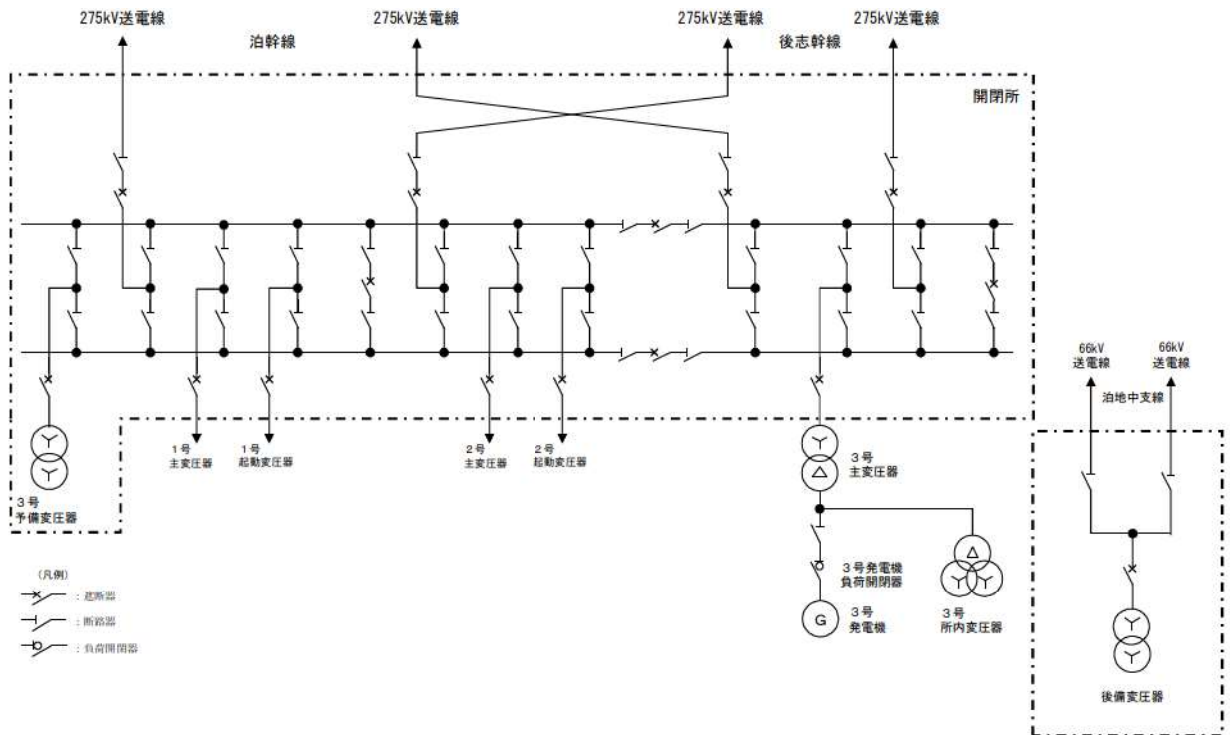 275kV送電線
275kV送電線
275kV送電線
275kV送電線
泊幹線
後志幹線
開閉所
66kV
送電線
66kV
送電線
泊地中支線
1号
主変圧器
1号
起動変圧器
2号
主変圧器
2号
起動変圧器
3号
主変圧器
3号
予備変圧器
3号発電機
負荷開閉器
G
3号
発電機
3号
所内変圧器
後備変圧器
(凡例)
:遮断器
:断路器
:負荷開閉器